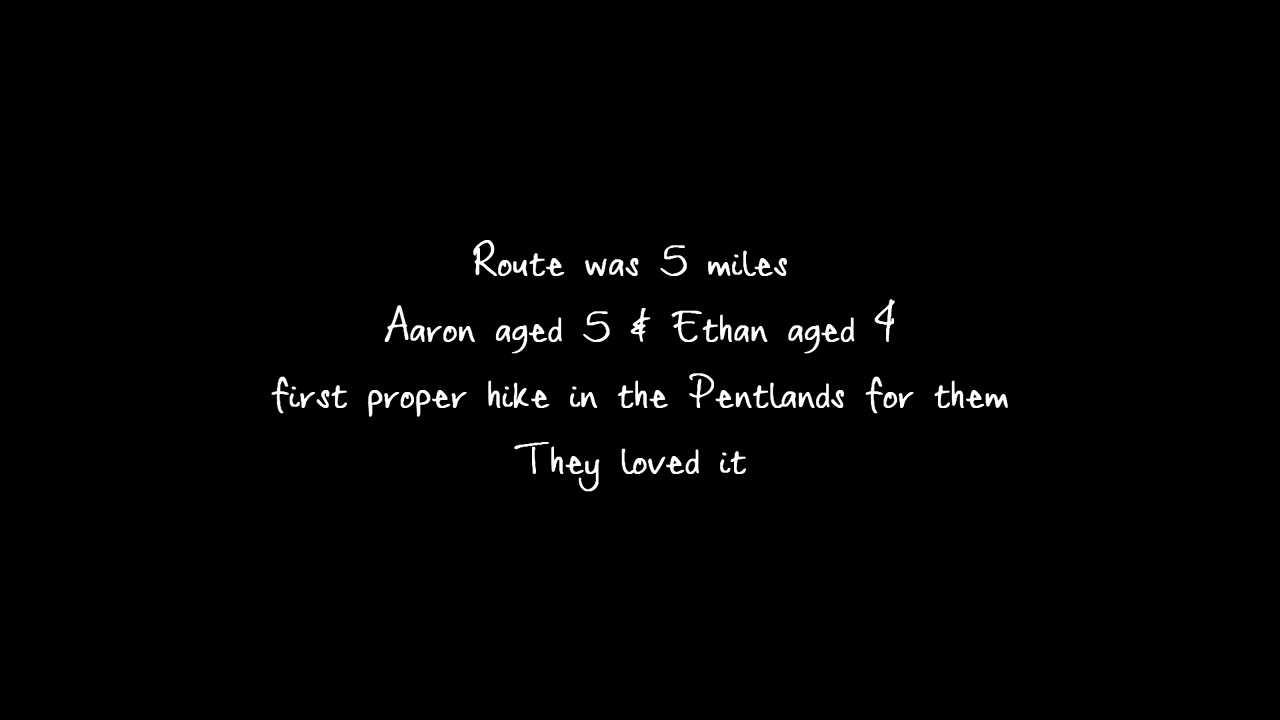 Route was 5 miles
Aaron aged 5 & Ethan aged 4
first proper hike in the Pentlands for them
They loved it